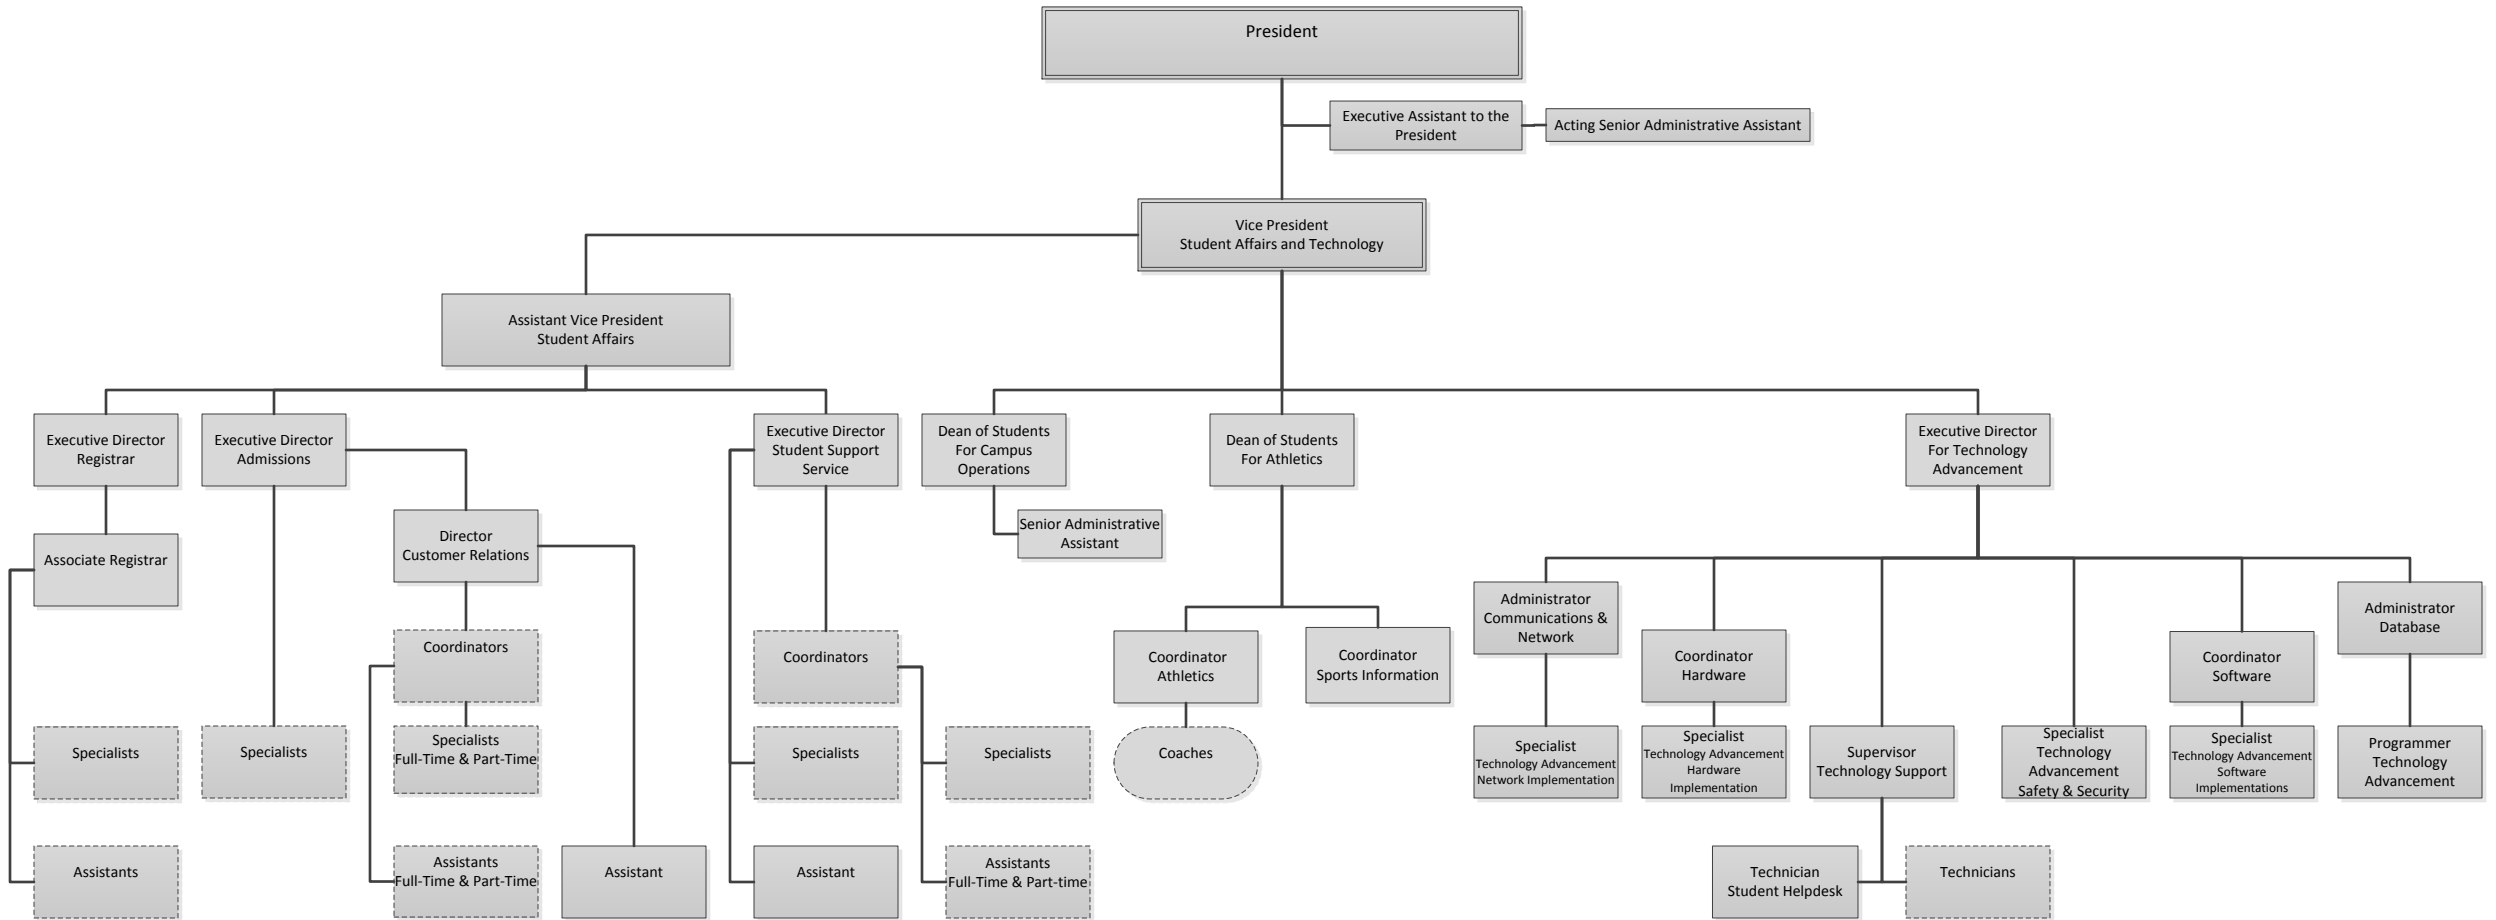 President
Executive Assistant to the
President
Acting Senior Administrative Assistant
Vice President
Student Affairs and Technology
Assistant Vice President
Student Affairs
Executive Director
Registrar
Executive Director
Admissions
Executive Director
Student Support
Service
Dean of Students
For Campus
Operations
Dean of Students
For Athletics
Executive Director
For Technology
Advancement
Director
Customer Relations
Senior Administrative
Assistant
Associate Registrar
Administrator
Communications &
Network
Administrator
Database
Coordinators
Coordinators
Coordinator
Athletics
Coordinator
Sports Information
Coordinator
Hardware
Coordinator
Software
Specialists
Specialists
Specialists
Full-Time & Part-Time
Specialists
Specialists
Coaches
Specialist
Technology Advancement
Network Implementation
Specialist
Technology Advancement
Hardware
Implementation
Supervisor
Technology Support
Specialist
Technology
Advancement
Safety & Security
Specialist
Technology Advancement
Software
Implementations
Programmer
Technology
Advancement
Assistants
Assistants
Full-Time & Part-Time
Assistant
Assistant
Assistants
Full-Time & Part-time
Technician
Student Helpdesk
Technicians